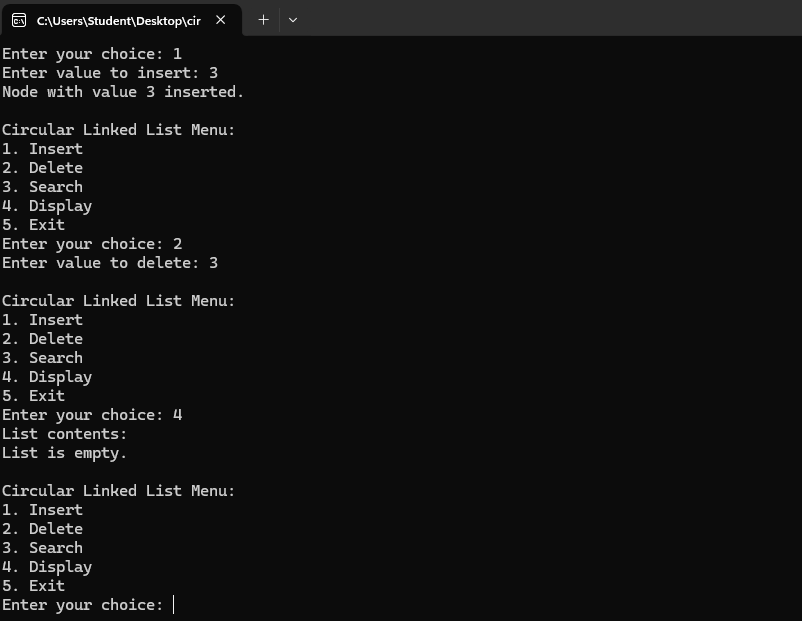 C:\Users\Student\Desktop\cir
Enter your choice: 1
Enter value to insert: 3
Node with value 3 inserted.
Circular Linked List Menu:
1. Insert
2. Delete
3. Search
4. Display
5. Exit
Enter your choice: 2
Enter value to delete: 3
Circular Linked List Menu:
1. Insert
2. Delete
3. Search
4. Display
5. Exit
Enter your choice: 4
List contents:
List is empty.
Circular Linked List Menu:
1. Insert
2. Delete
3. Search
4. Display
5. Exit
Enter your choice: